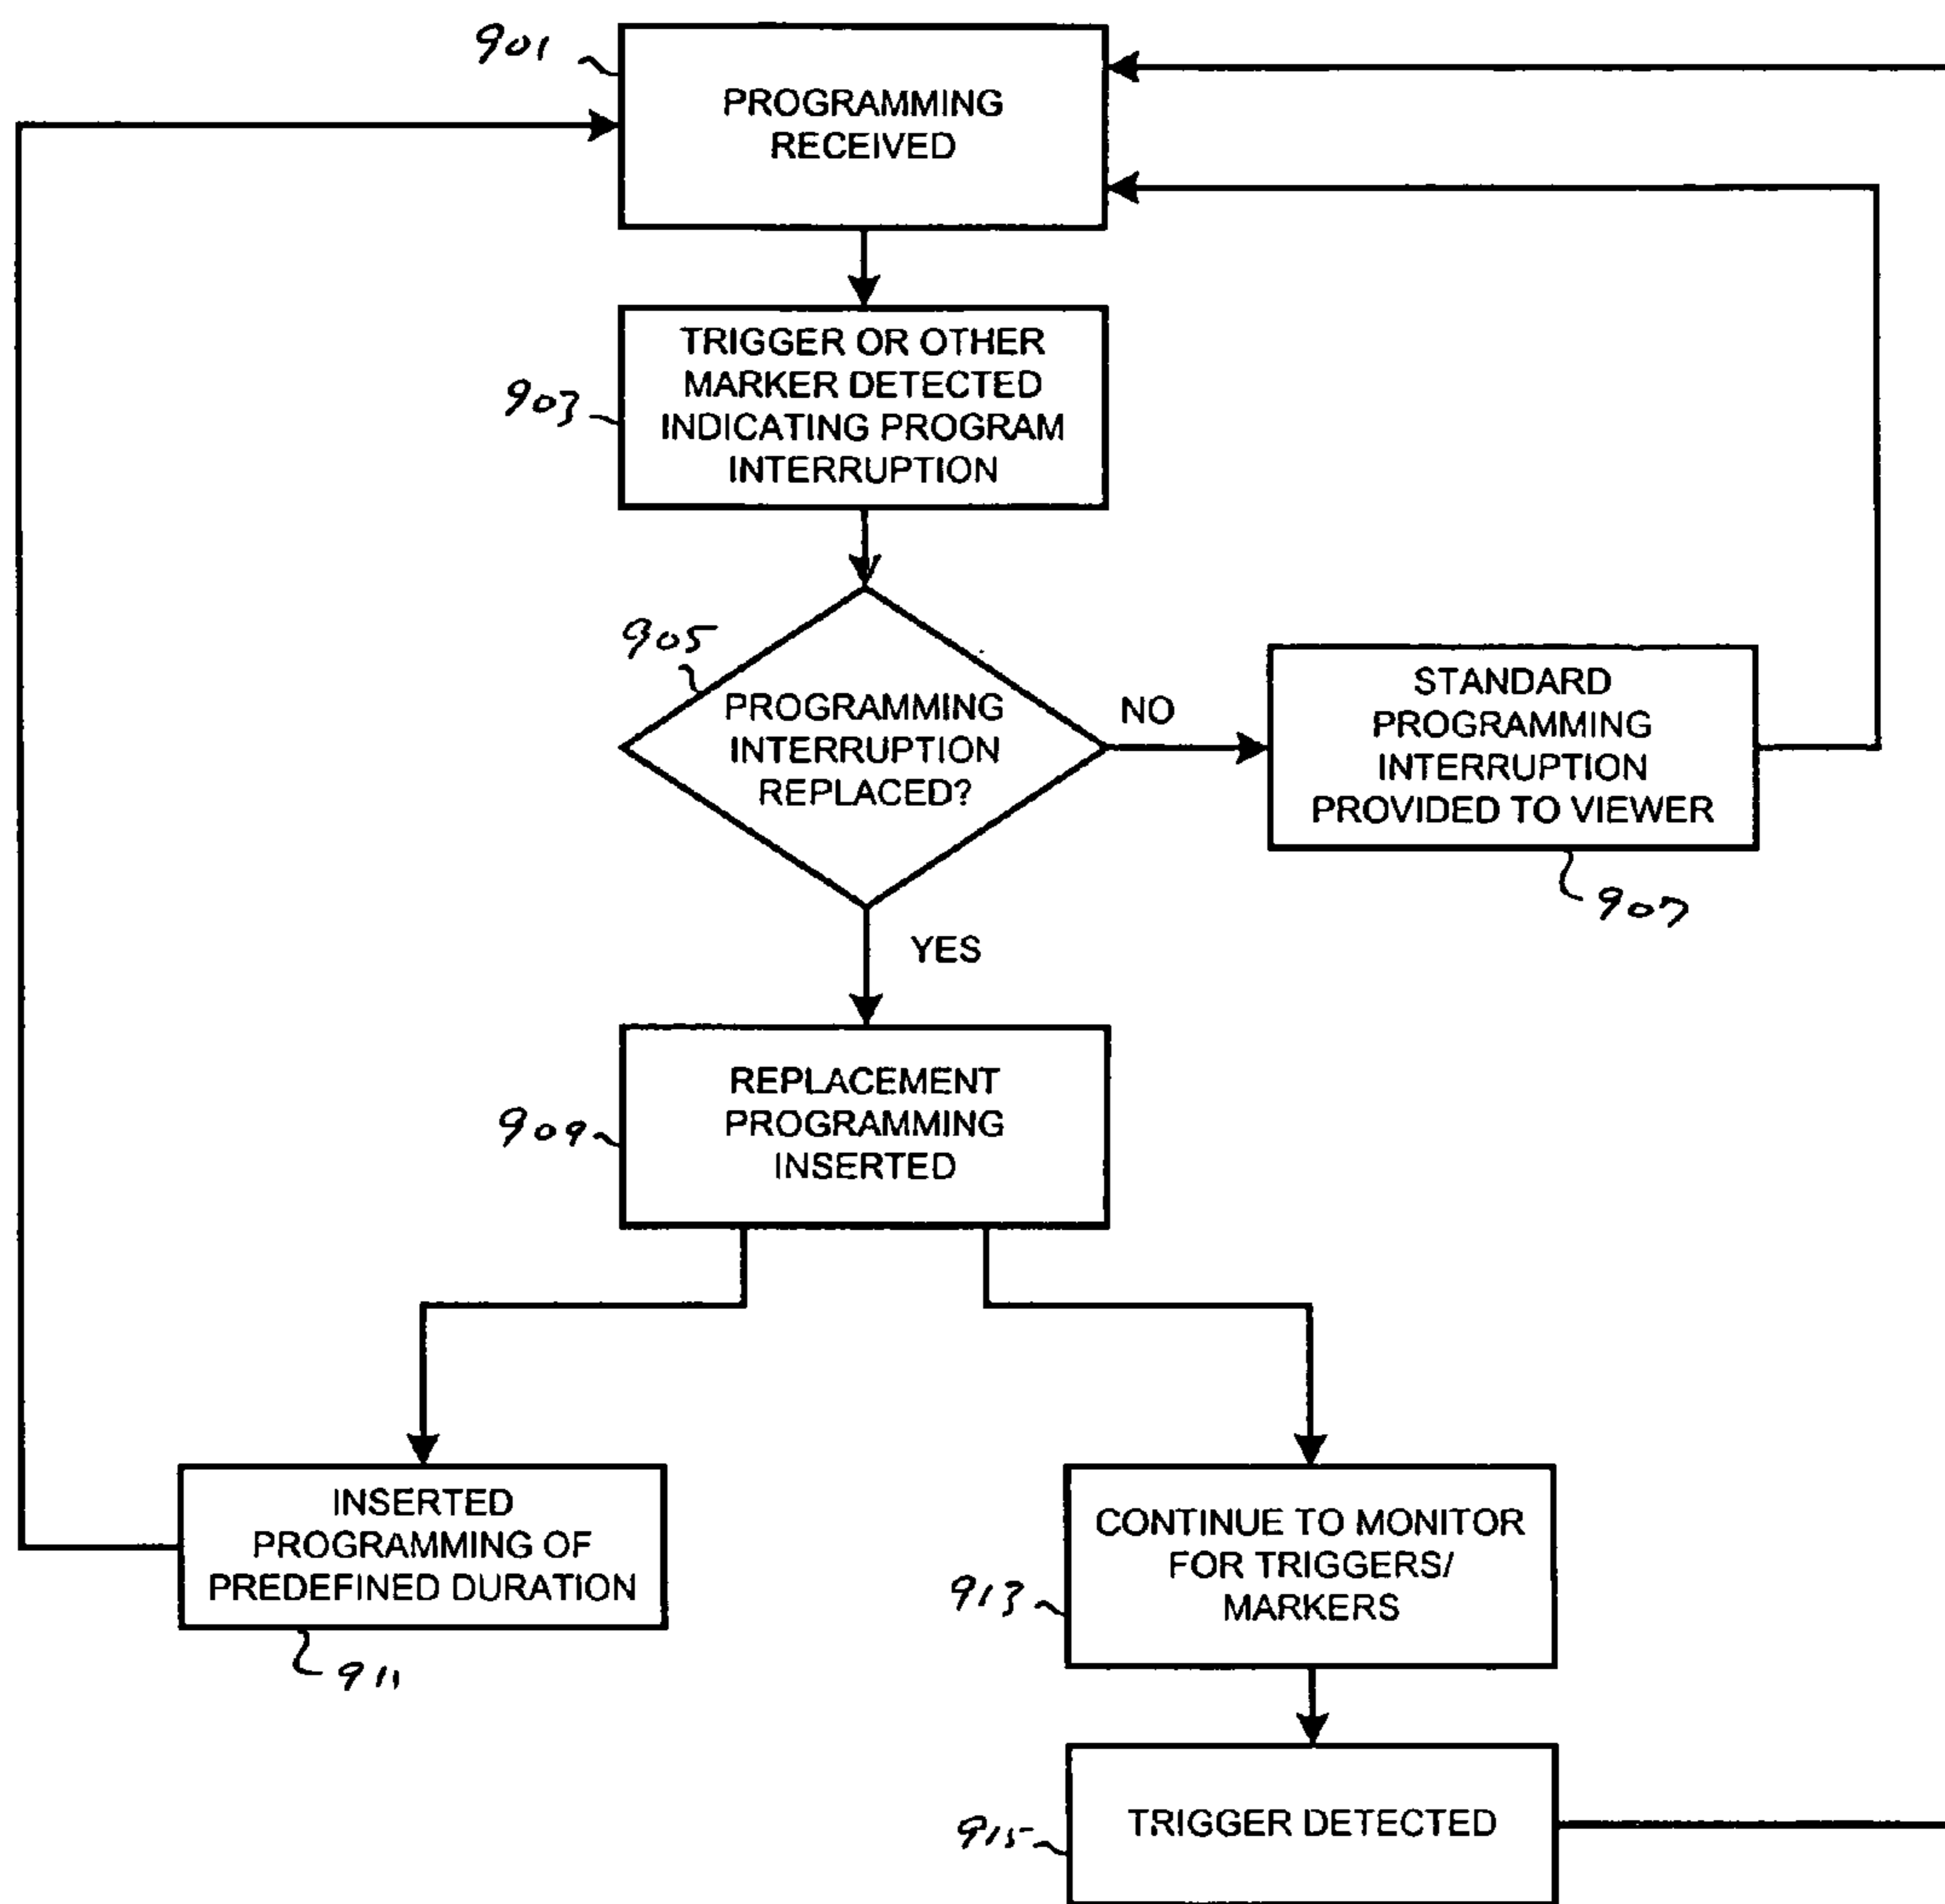 901
PROGRAMMING
RECEIVED
903
TRIGGER OR OTHER
MARKER DETECTED
INDICATING PROGRAM
INTERRUPTION
905
PROGRAMMING
INTERRUPTION
REPLACED?
NO
STANDARD
PROGRAMMING
INTERRUPTION
PROVIDED TO VIEWER
907
YES
909
REPLACEMENT
PROGRAMMING
INSERTED
INSERTED
PROGRAMMING OF
PREDEFINED DURATION
911
913
CONTINUE TO MONITOR
FOR TRIGGERS/
MARKERS
915
TRIGGER DETECTED